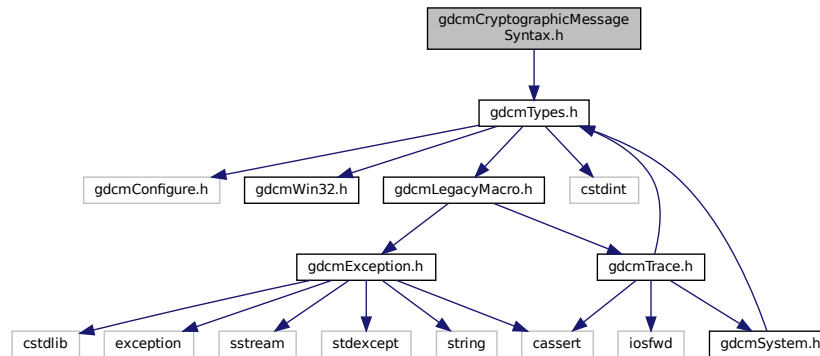 gdcmCryptographicMessage
Syntax.h
gdcmTypes.h
gdcmConfigure.h
gdcmWin32.h
gdcmLegacyMacro.h
cstdint
gdcmException.h
gdcmTrace.h
cstdlib
exception
sstream
stdexcept
string
cassert
iosfwd
gdcmSystem.h